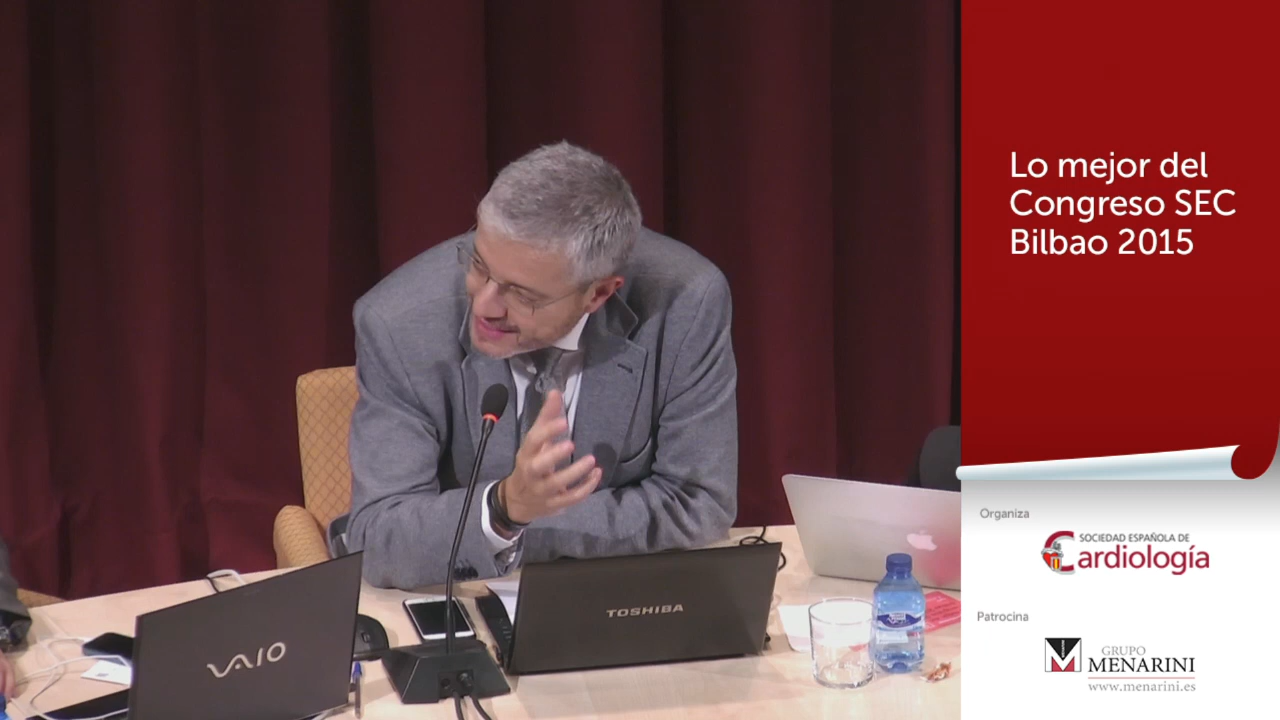 Lo mejor del
Congreso SEC
Bilbao 2015
Organiza
SOCIEDAD ESPAÑOLA DE
Cardiología
Patrocina
GRUPO
MENARINI
www.menarini.es
VAIO
TOSHIBA